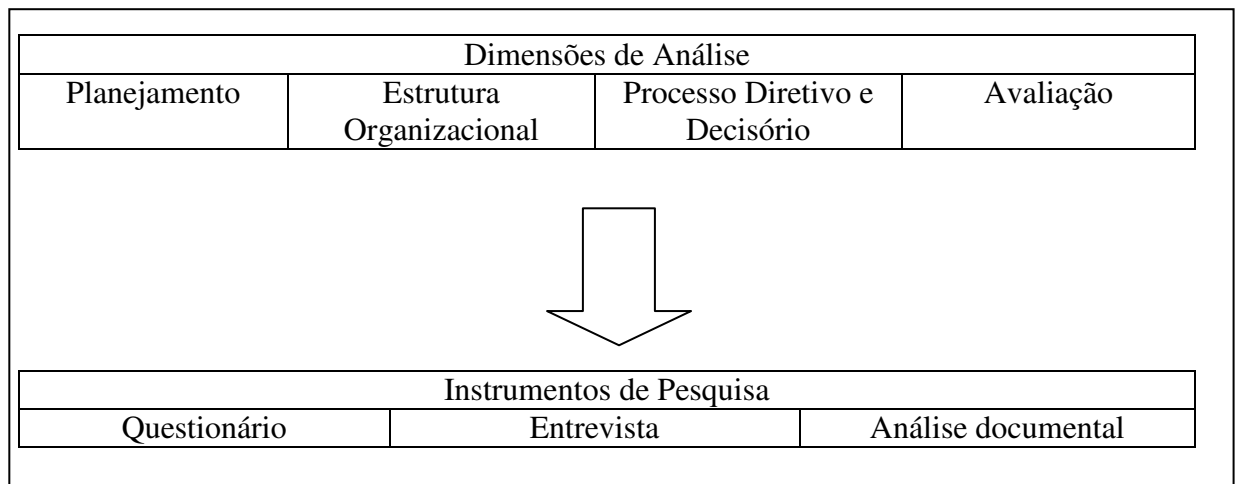 Dimensões de Análise
Planejamento
Estrutura
Organizacional
Processo Diretivo e
Decisório
Avaliação
Instrumentos de Pesquisa
Questionário
Entrevista
Análise documental